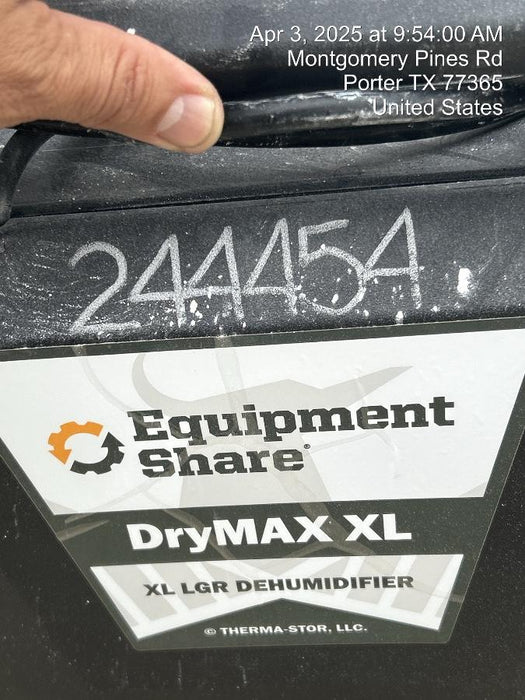 Apr 3, 2025 at 9:54:00 AM
Montgomery Pines Rd
Porter TX 77365
United States
244454
Equipment
Share®
DryMAX XL
XL LGR DEHUMIDIFIER
© THERMA-STOR, LLC.